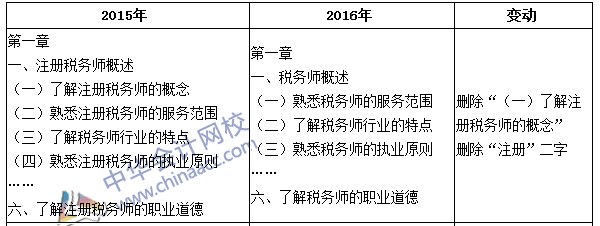 2015年
2016年
变动
第一章
一、注册税务师概述
（一）了解注册税务师的概念
（二）熟悉注册税务师的服务范围
（三）了解税务师行业的特点
（四）熟悉注册税务师的执业原则
……
六、了解注册税务师的职业道德
第一章
一、税务师概述
（一）熟悉税务师的服务范围
（二）了解税务师行业的特点
（三）熟悉税务师的执业原则
……
六、了解税务师的职业道德
删除“（一）了解注
册税务师的概念”
删除“注册”二字
中华会计网校
www.chinaacc.com